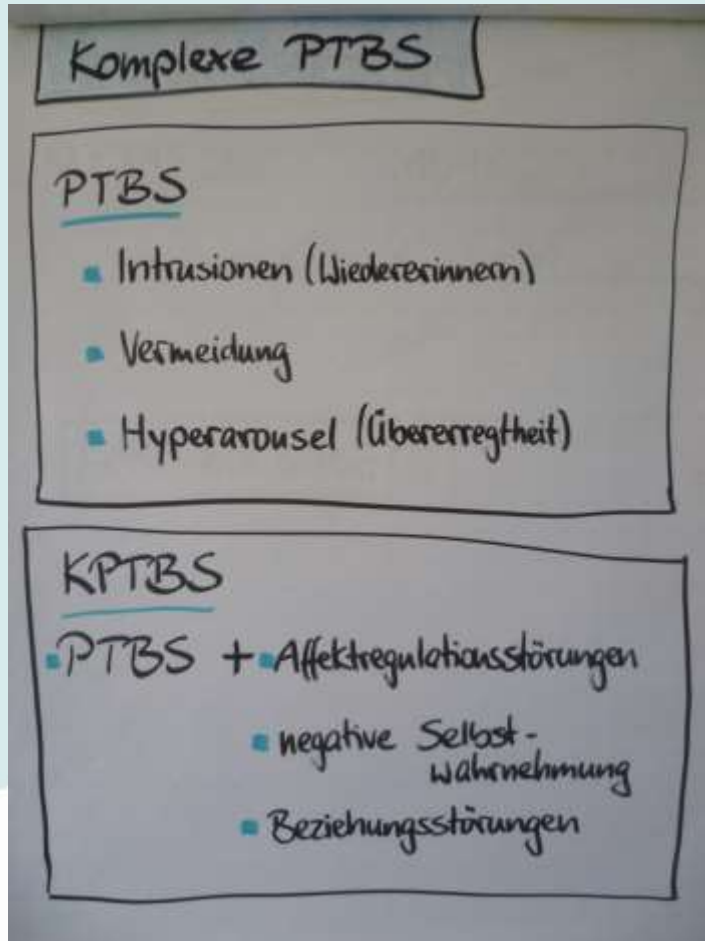 Komplexe PTBS
PTBS
Intrusionen (Wiedererinnern)
Vermeidung
Hyperarousel (Übererregtheit)
KPTBS
PTBS + Affektregulationsstörungen
negative Selbst-
wahrnehmung
Beziehungsstörungen